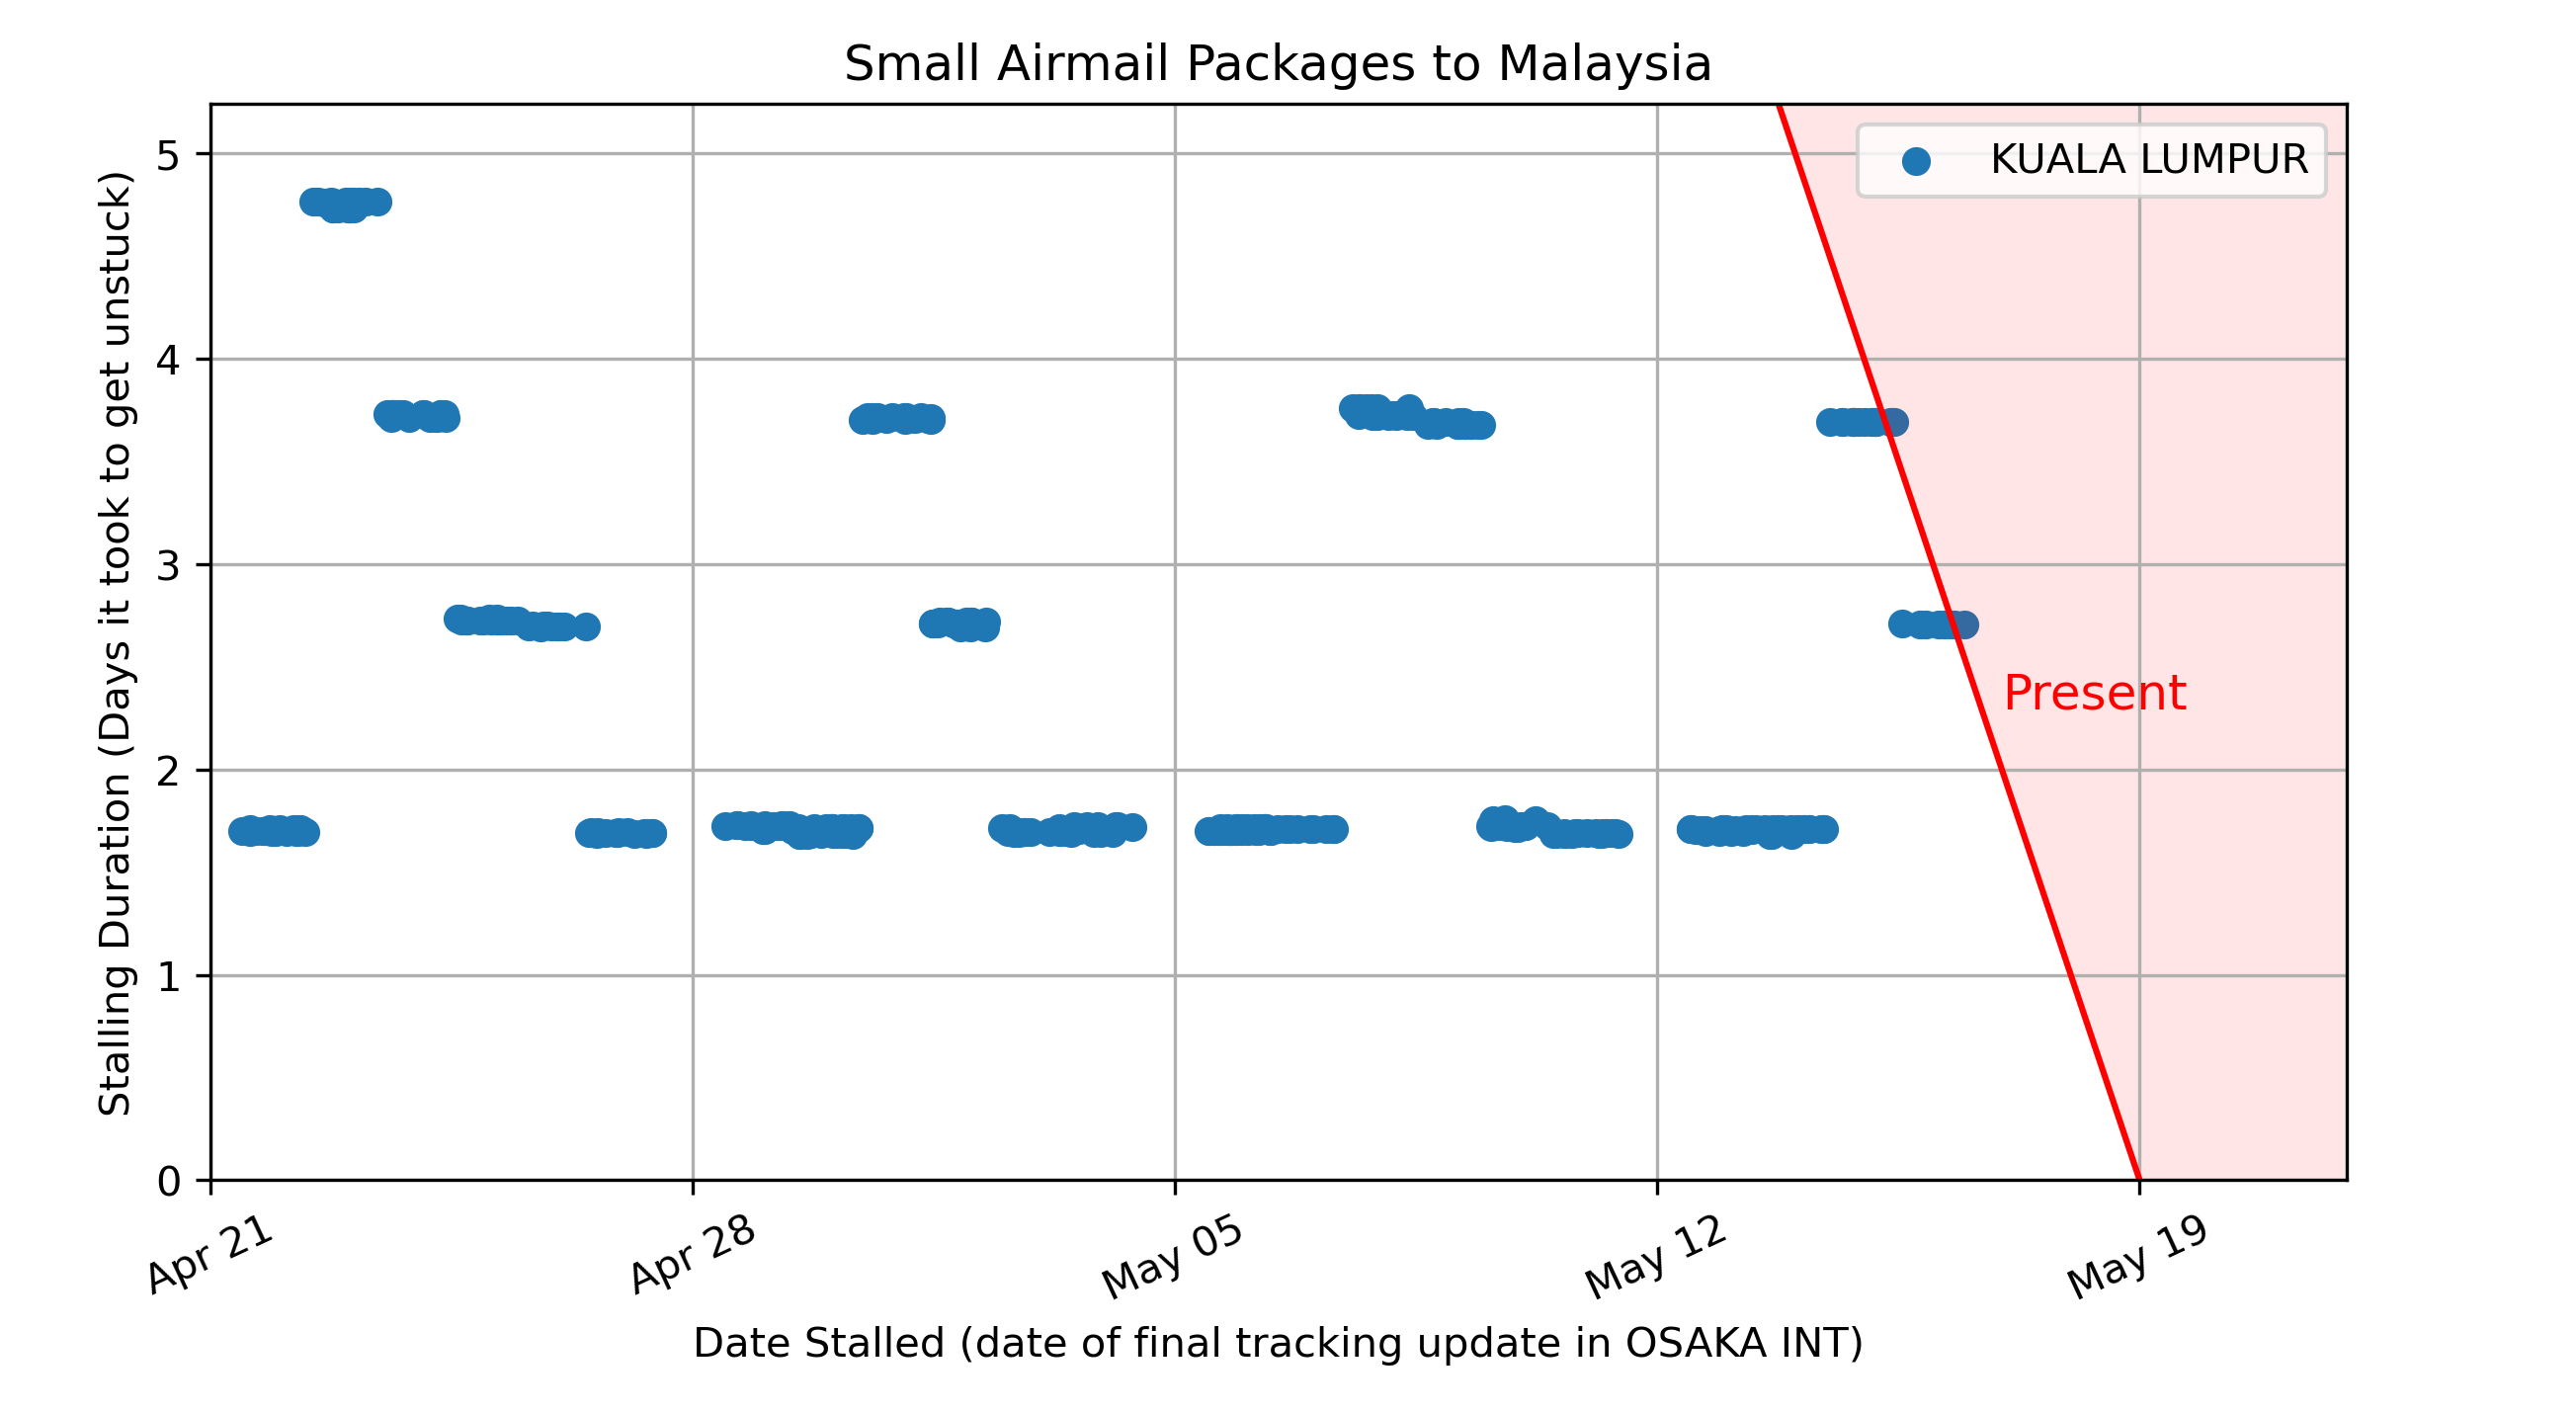 Small Airmail Packages to Malaysia
Stalling Duration (Days it took to get unstuck)
5
4
3
2
1
0
KUALA LUMPUR
Present
Apr 21
Apr 28
May 05
May 12
May 19
Date Stalled (date of final tracking update in OSAKA INT)